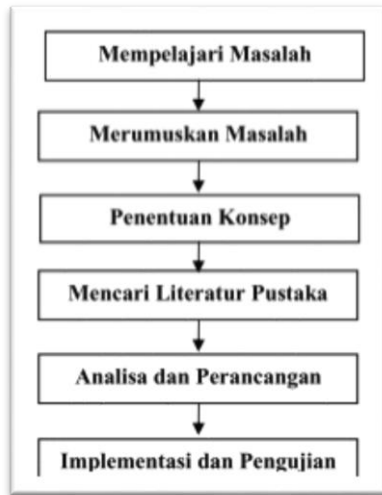 Mempelajari Masalah
Merumuskan Masalah
Penentuan Konsep
Mencari Literatur Pustaka
Analisa dan Perancangan
Implementasi dan Pengujian